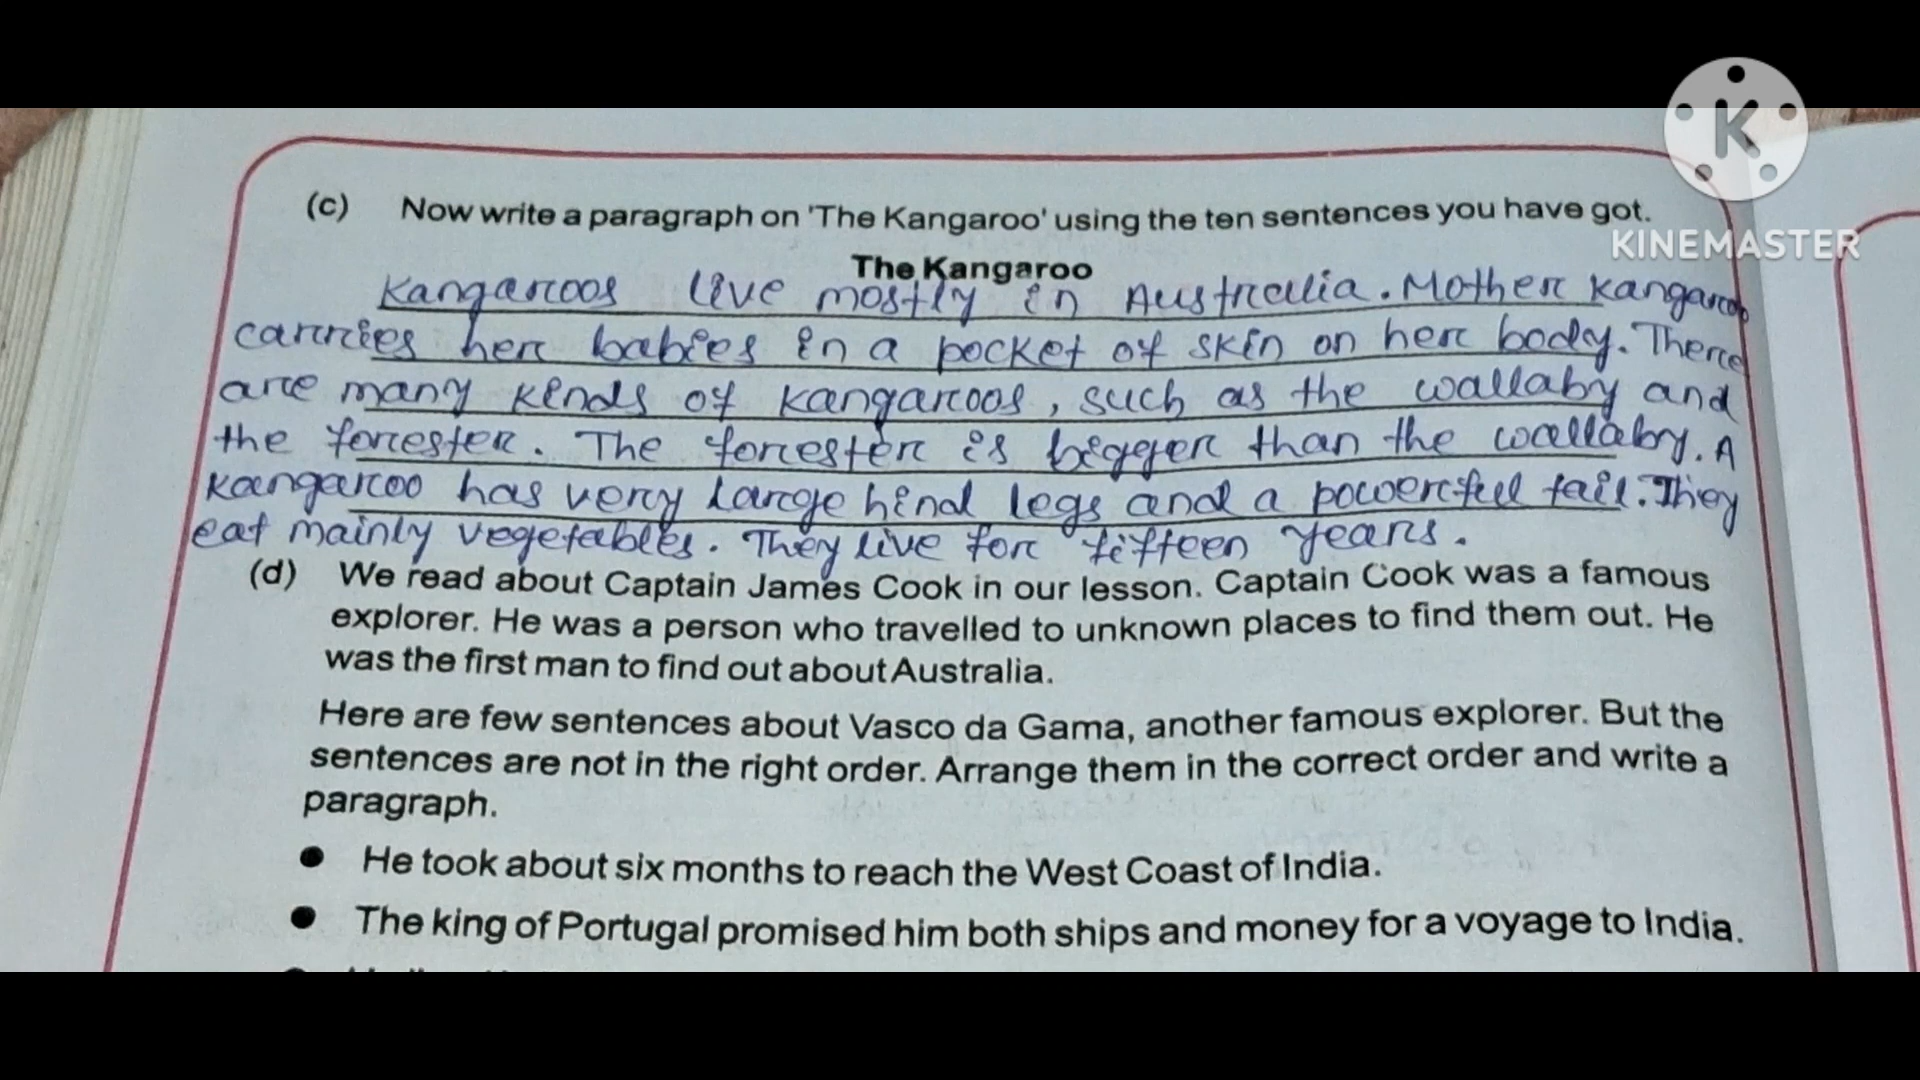 KINEMASTER
(c) Now write a paragraph on 'The Kangaroo' using the ten sentences you have got.
The Kangaroo
Kangaroos live mostly in Australia. Mother kangaroo
carries her babies in a pocket of skin on her body. There
are many kinds of kangaroos, such as the wallaby and
the forester. The forester is bigger than the wallaby. A
kangaroo has very large hind legs and a powerful tail. They
eat mainly vegetables. They live for fifteen years.
(d) We read about Captain James Cook in our lesson. Captain Cook was a famous
explorer. He was a person who travelled to unknown places to find them out. He
was the first man to find out about Australia.
Here are few sentences about Vasco da Gama, another famous explorer. But the
sentences are not in the right order. Arrange them in the correct order and write a
paragraph.
● He took about six months to reach the West Coast of India.
● The king of Portugal promised him both ships and money for a voyage to India.